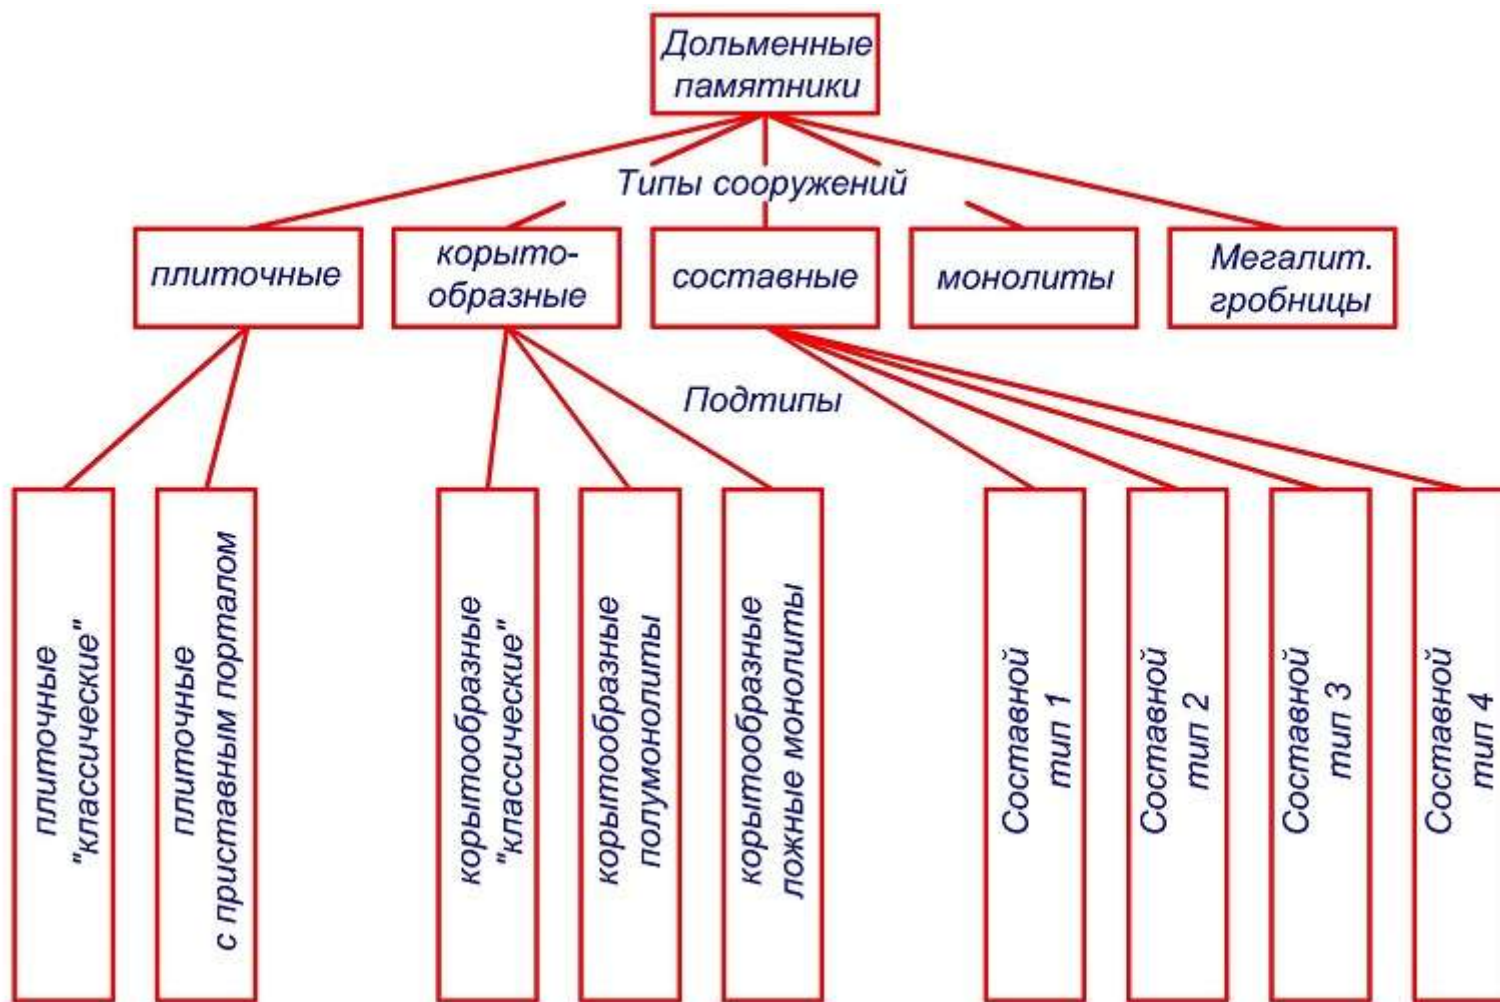 Дольменные
памятники
Типы сооружений
плиточные
корыто-
образные
составные
монолиты
Мегалит.
гробницы
Подтипы
плиточные
"классические"
плиточные
с приставным порталом
корытообразные
"классические"
корытообразные
полумонолиты
корытообразные
ложные монолиты
Составной
тип 1
Составной
тип 2
Составной
тип 3
Составной
тип 4